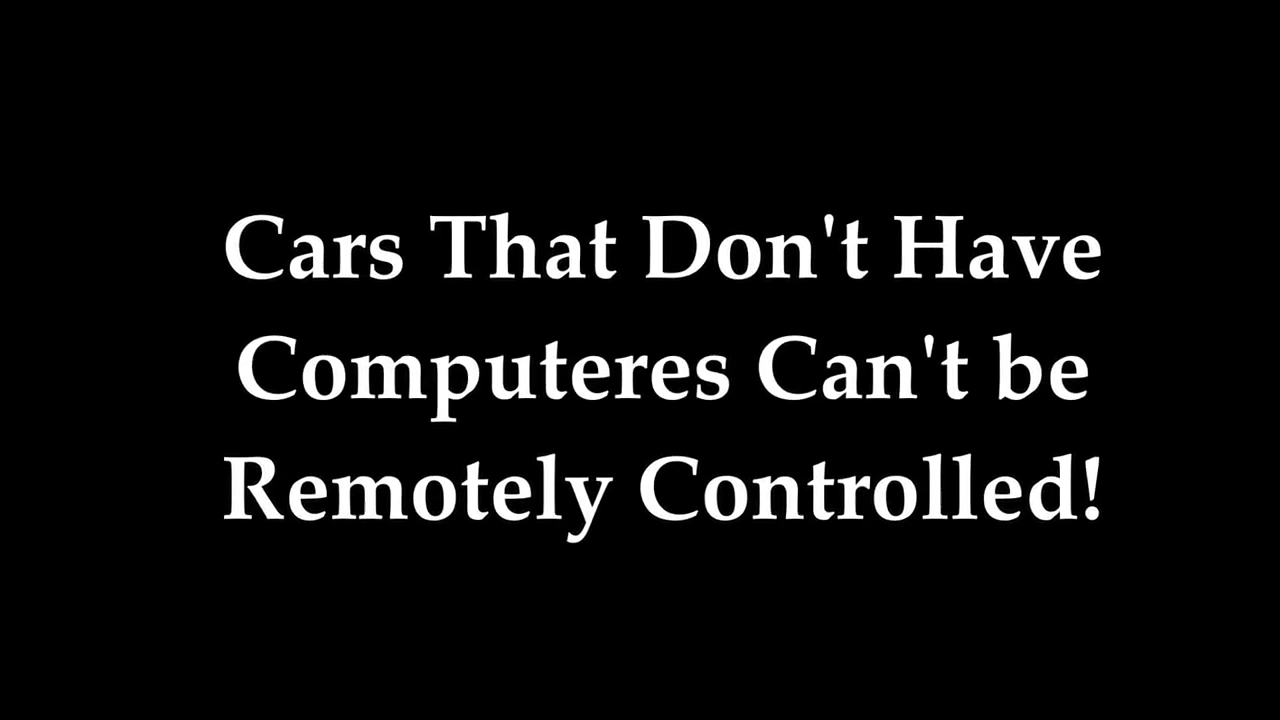 Cars That Don't Have
Computeres Can't be
Remotely Controlled!